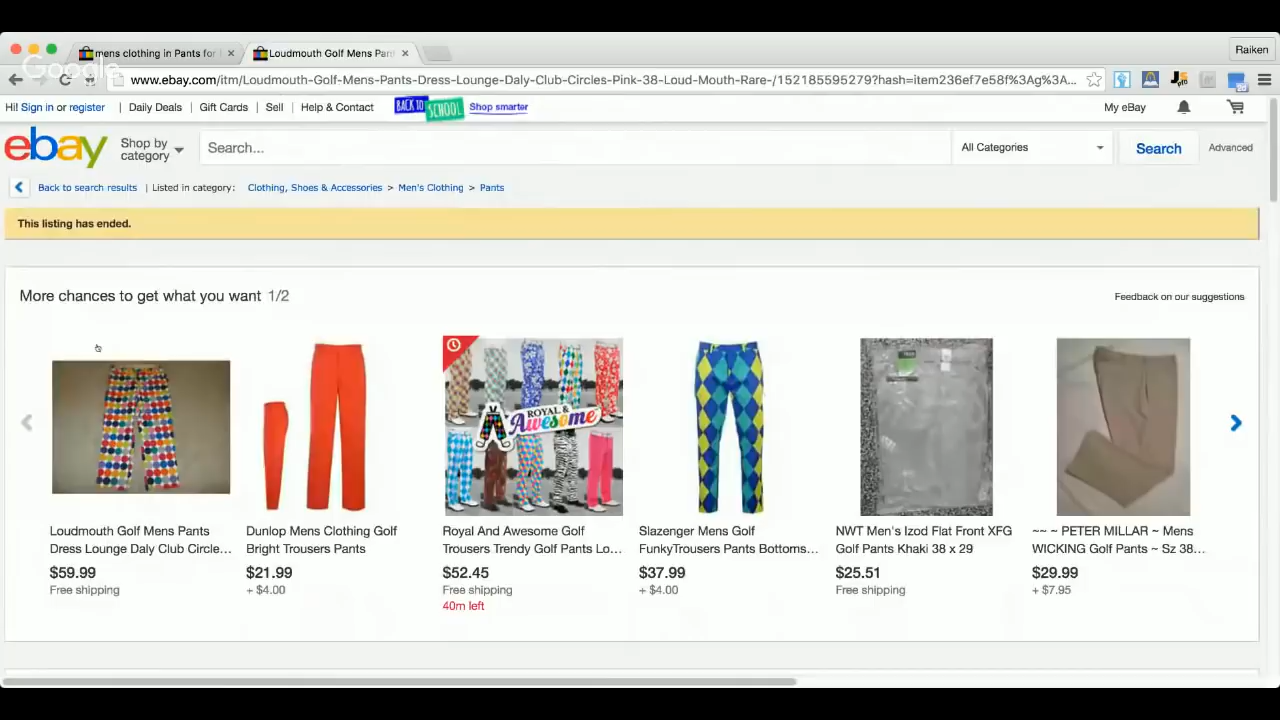 mens clothing in Pants for
Loudmouth Golf Mens Pan
Raiken
Google
www.ebay.com/itm/Loudmouth-Golf-Mens-Pants-Dress-Lounge-Daly-Club-Circles-Pink-38-Loud-Mouth-Rare-/152185595279?hash=item236ef7e58f%3Ag%3A...
Hi! Sign in or register | Daily Deals | Gift Cards | Sell | Help & Contact BACK TO SCHOOL Shop smarter My eBay
ebay Shop by category Search... All Categories Search Advanced
Back to search results | Listed in category: Clothing, Shoes & Accessories > Men's Clothing > Pants
This listing has ended.
More chances to get what you want 1/2 Feedback on our suggestions
ROYAL & Awesome
Loudmouth Golf Mens Pants
Dress Lounge Daly Club Circle...
$59.99
Free shipping
Dunlop Mens Clothing Golf
Bright Trousers Pants
$21.99
+ $4.00
Royal And Awesome Golf
Trousers Trendy Golf Pants Lo...
$52.45
Free shipping
40m left
Slazenger Mens Golf
FunkyTrousers Pants Bottoms...
$37.99
+ $4.00
NWT Men's Izod Flat Front XFG
Golf Pants Khaki 38 x 29
$25.51
Free shipping
~~ ~ PETER MILLAR ~ Mens
WICKING Golf Pants ~ Sz 38...
$29.99
+ $7.95